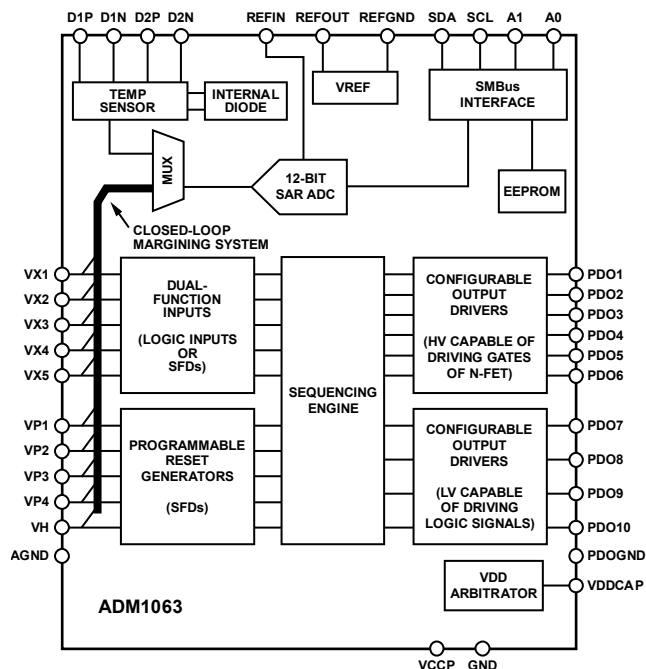 D1P D1N D2P D2N REFIN REFOUT REFGND SDA SCL A1 A0
TEMP
SENSOR
INTERNAL
DIODE
VREF
SMBus
INTERFACE
MUX
12-BIT
SAR ADC
EEPROM
CLOSED-LOOP
MARGINING SYSTEM
VX1
VX2
VX3
VX4
VX5
DUAL-
FUNCTION
INPUTS
(LOGIC INPUTS
OR
SFDs)
VP1
VP2
VP3
VP4
VH
AGND
PROGRAMMABLE
RESET
GENERATORS
(SFDs)
SEQUENCING
ENGINE
CONFIGURABLE
OUTPUT
DRIVERS
(HV CAPABLE OF
DRIVING GATES
OF N-FET)
PDO1
PDO2
PDO3
PDO4
PDO5
PDO6
CONFIGURABLE
OUTPUT
DRIVERS
(LV CAPABLE
OF DRIVING
LOGIC SIGNALS)
PDO7
PDO8
PDO9
PDO10
PDOGND
VDD
ARBITRATOR
VDDCAP
ADM1063
VCCP GND